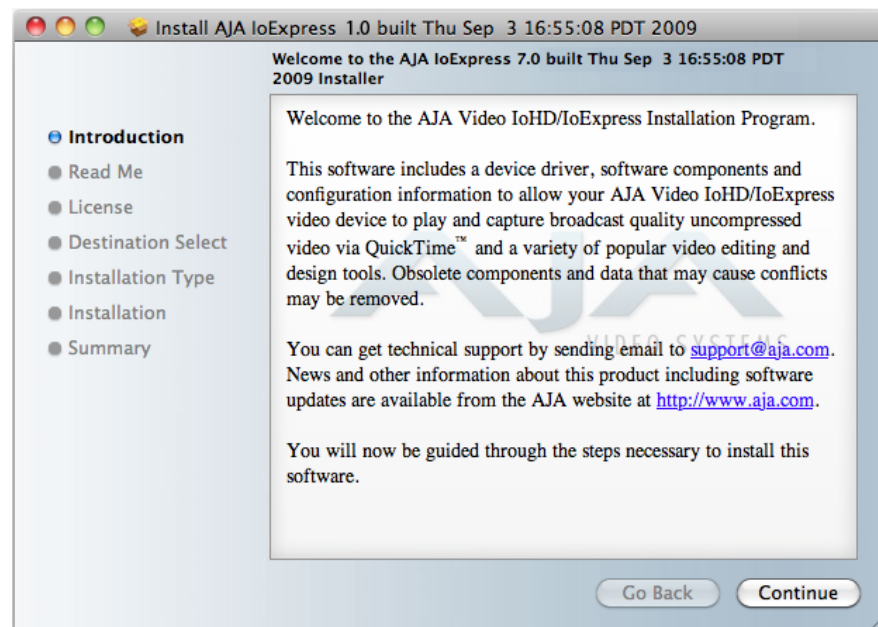 Install AJA IoExpress 1.0 built Thu Sep 3 16:55:08 PDT 2009
Welcome to the AJA IoExpress 7.0 built Thu Sep 3 16:55:08 PDT
2009 Installer
Introduction
Read Me
License
Destination Select
Installation Type
Installation
Summary
Welcome to the AJA Video IoHD/IoExpress Installation Program.
This software includes a device driver, software components and
configuration information to allow your AJA Video IoHD/IoExpress
video device to play and capture broadcast quality uncompressed
video via QuickTime™ and a variety of popular video editing and
design tools. Obsolete components and data that may cause conflicts
may be removed.
You can get technical support by sending email to support@aja.com.
News and other information about this product including software
updates are available from the AJA website at http://www.aja.com.
You will now be guided through the steps necessary to install this
software.
AJA
VIDEO SYSTEMS
Go Back
Continue